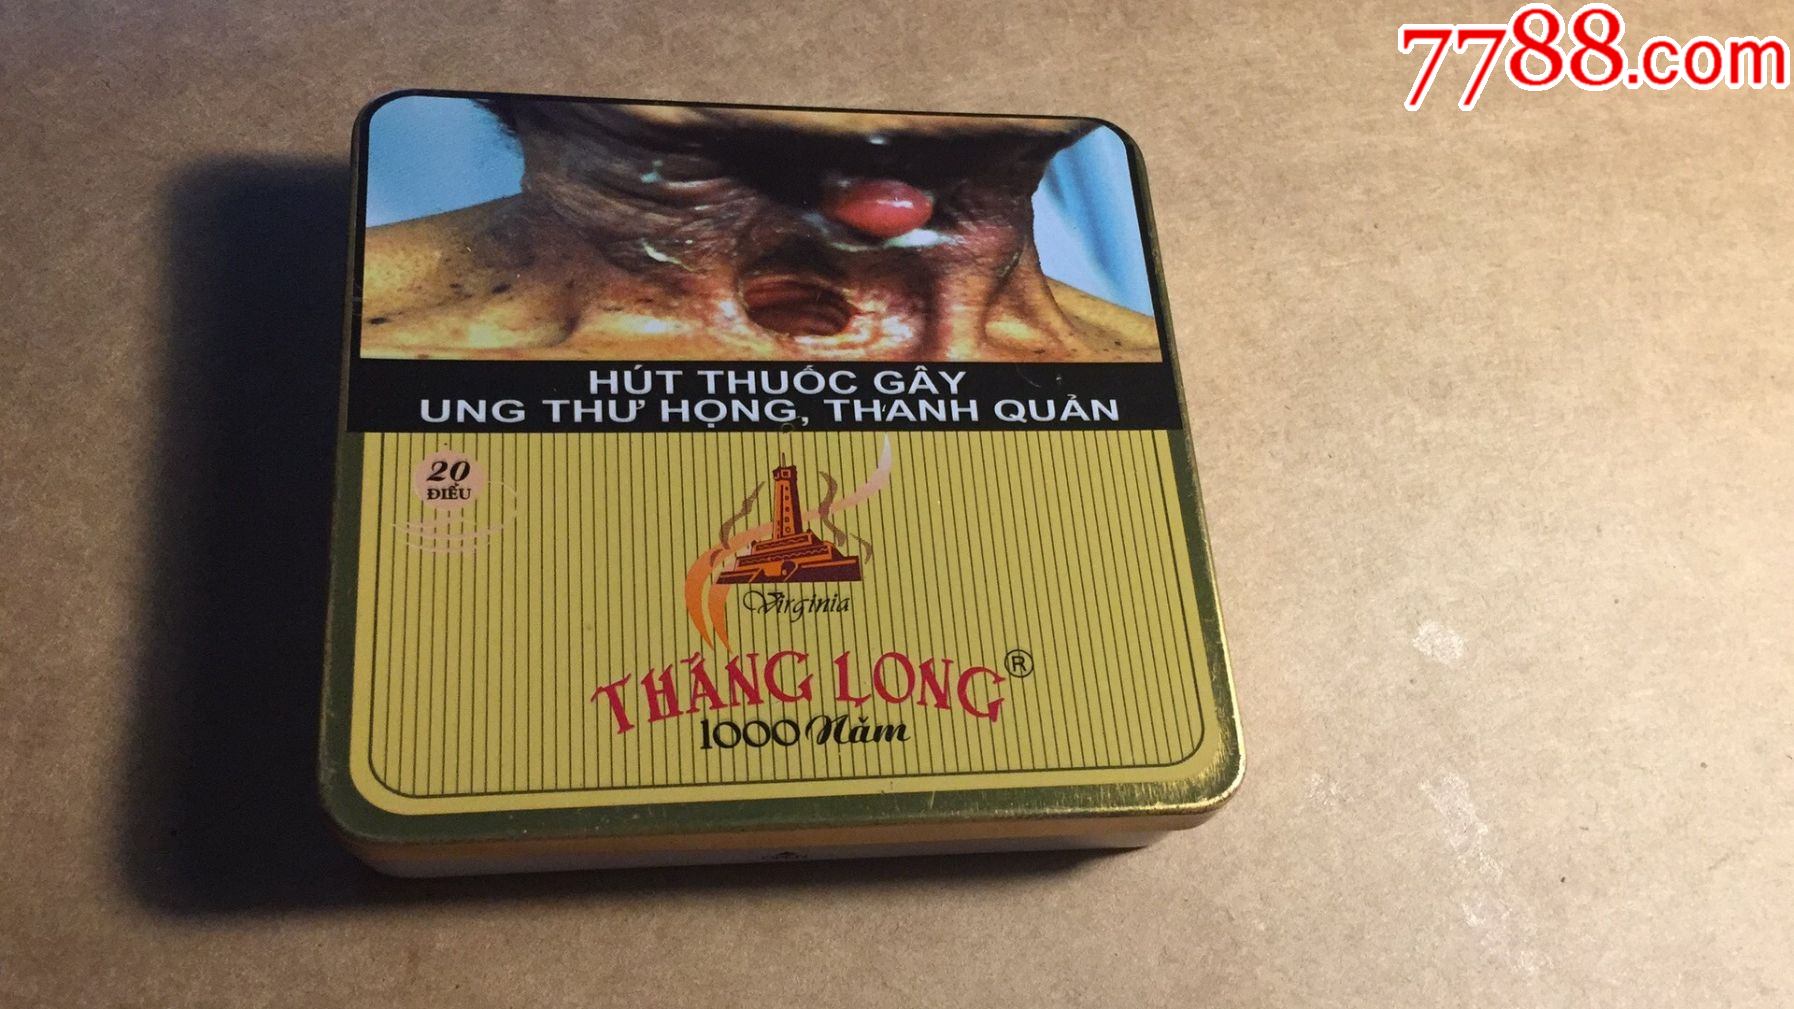 7788.com
HÚT THUỐC GÂY
UNG THƯ HỌNG, THANH QUẢN
20
ĐIẾU
Virginia
THĂNG LONG®
1000 Năm